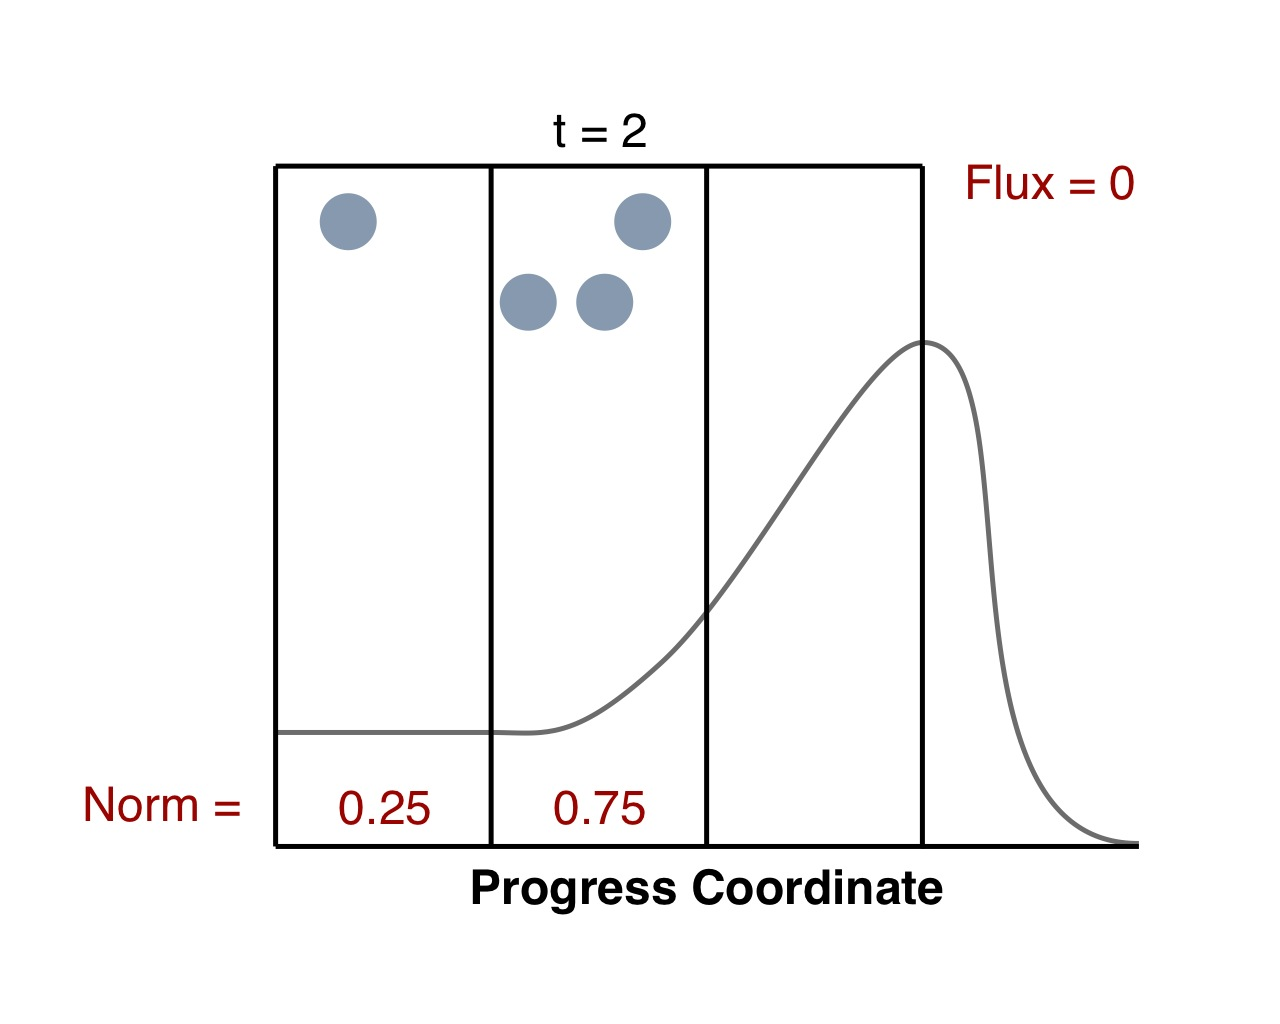 t = 2
Flux = 0
Norm = 0.25 0.75
Progress Coordinate